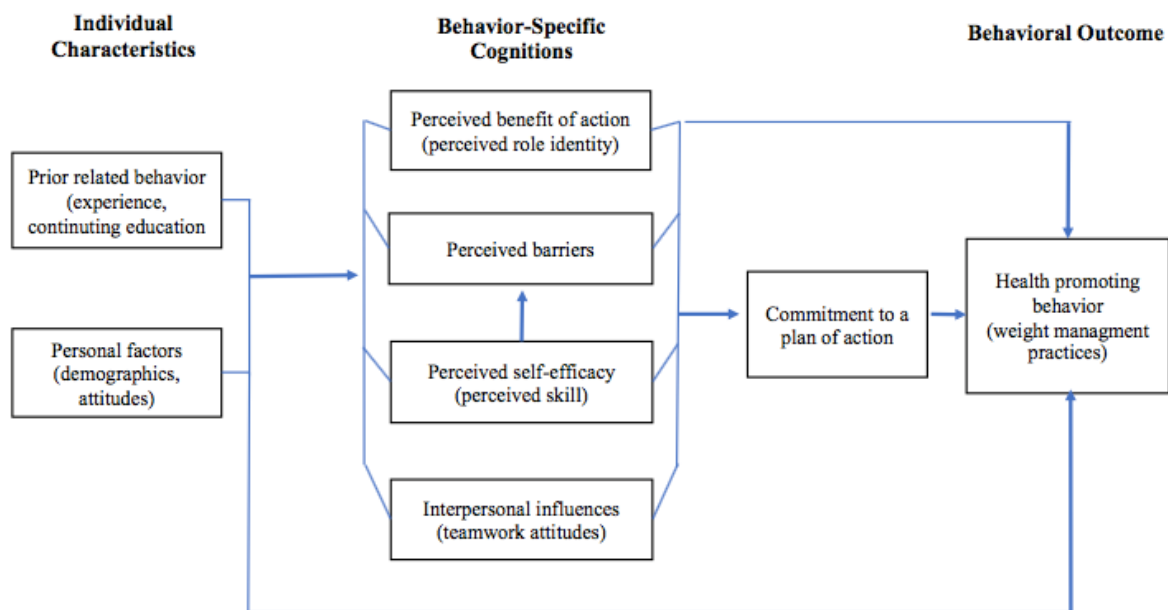 Individual
Characteristics
Behavior-Specific
Cognitions
Behavioral Outcome
Prior related behavior
(experience,
continuting education
Personal factors
(demographics,
attitudes)
Perceived benefit of action
(perceived role identity)
Perceived barriers
Perceived self-efficacy
(perceived skill)
Interpersonal influences
(teamwork attitudes)
Commitment to a
plan of action
Health promoting
behavior
(weight managment
practices)